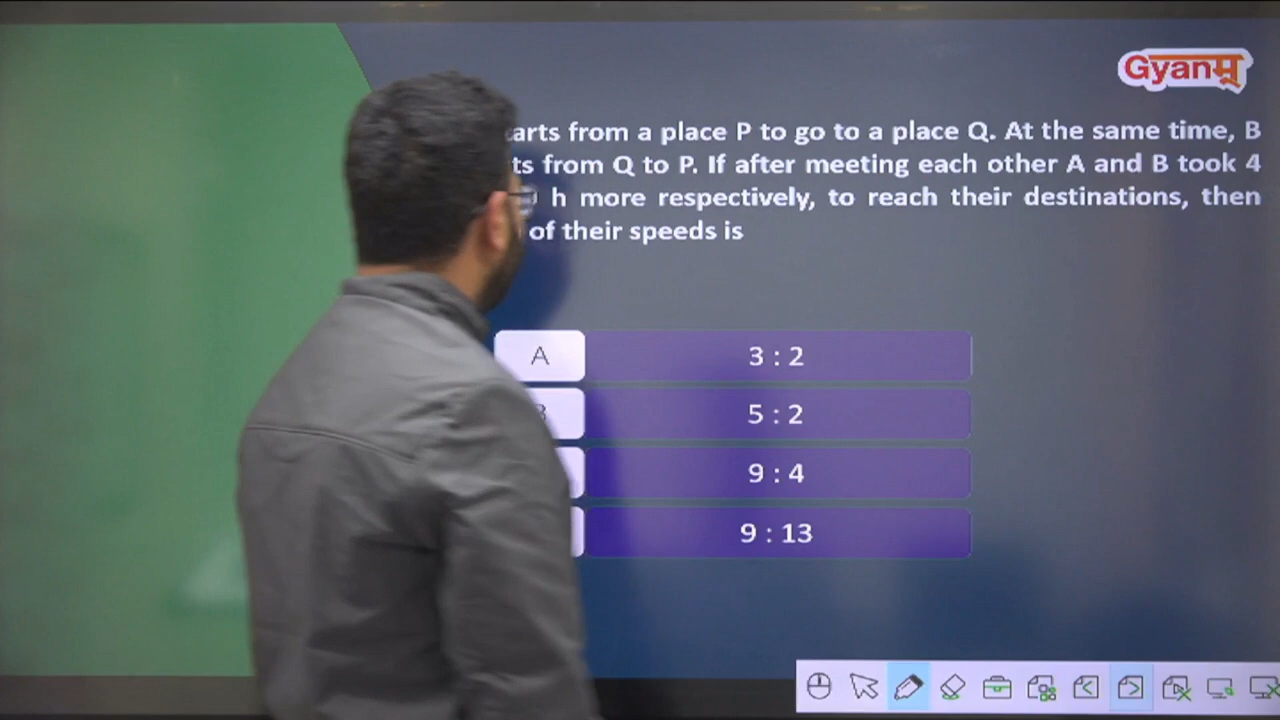 Gyanम्
arts from a place P to go to a place Q. At the same time, B
ts from Q to P. If after meeting each other A and B took 4
h more respectively, to reach their destinations, then
of their speeds is
A 3 : 2
B 5 : 2
9 : 4
9 : 13